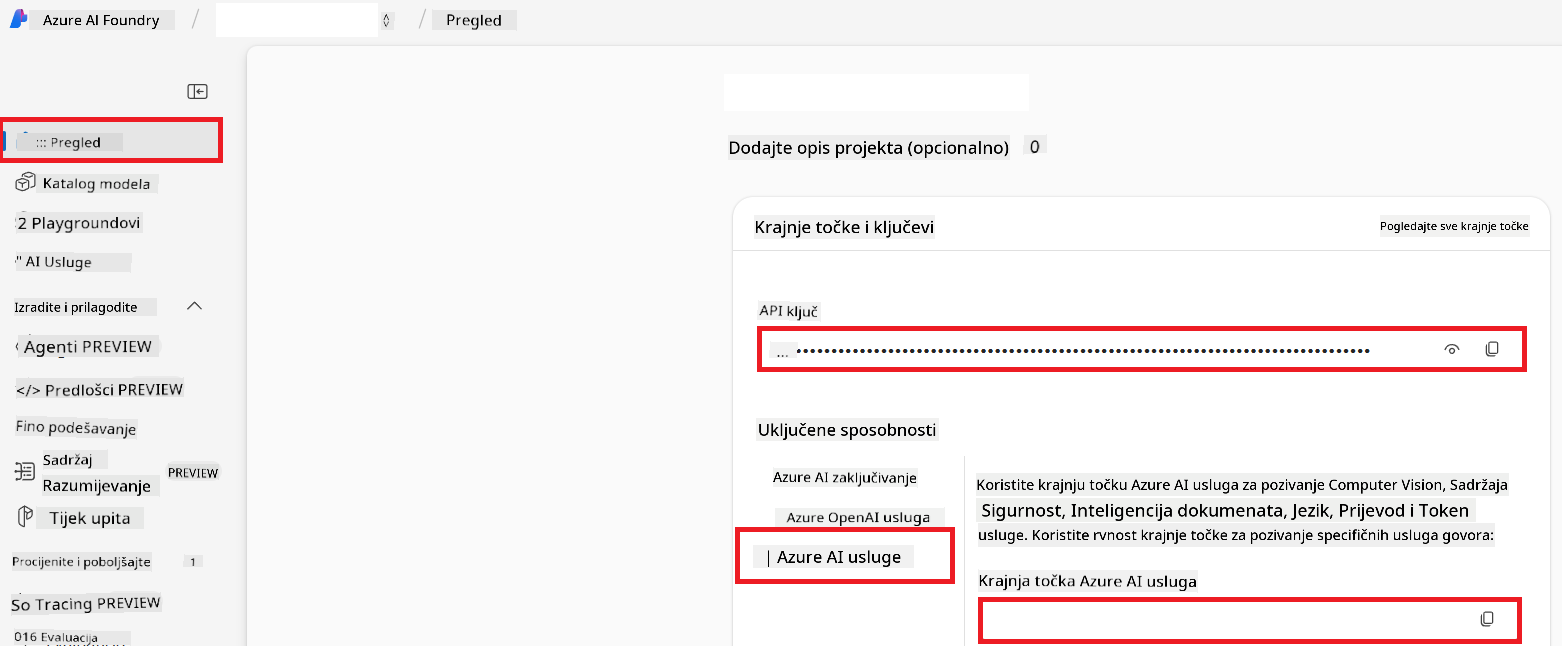 Azure AI Foundry / / Pregled
::: Pregled
Katalog modela
2 Playgroundovi
" AI Usluge
Izradite i prilagodite
Agenti PREVIEW
</> Predlošci PREVIEW
Fino podešavanje
Sadržaj
Razumijevanje
PREVIEW
Tijek upita
Procijenite i poboljšajte 1
So Tracing PREVIEW
016 Evaluacija
Dodajte opis projekta (opcionalno) 0
Krajnje točke i ključevi
Pogledajte sve krajnje točke
API ključ
...
Uključene sposobnosti
Azure AI zaključivanje
Azure OpenAI usluga
| Azure AI usluge
Koristite krajnju točku Azure AI usluga za pozivanje Computer Vision, Sadržaja
Sigurnost, Inteligencija dokumenata, Jezik, Prijevod i Token
usluge. Koristite rvnost krajnje točke za pozivanje specifičnih usluga govora:
Krajnja točka Azure AI usluga